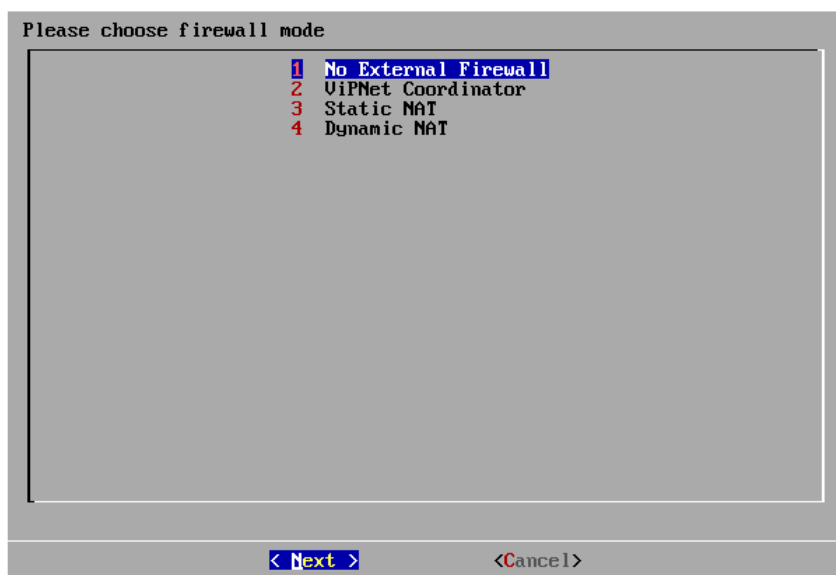 Please choose firewall mode
1 No External Firewall
2 ViPNet Coordinator
3 Static NAT
4 Dynamic NAT
< Next > <Cancel>